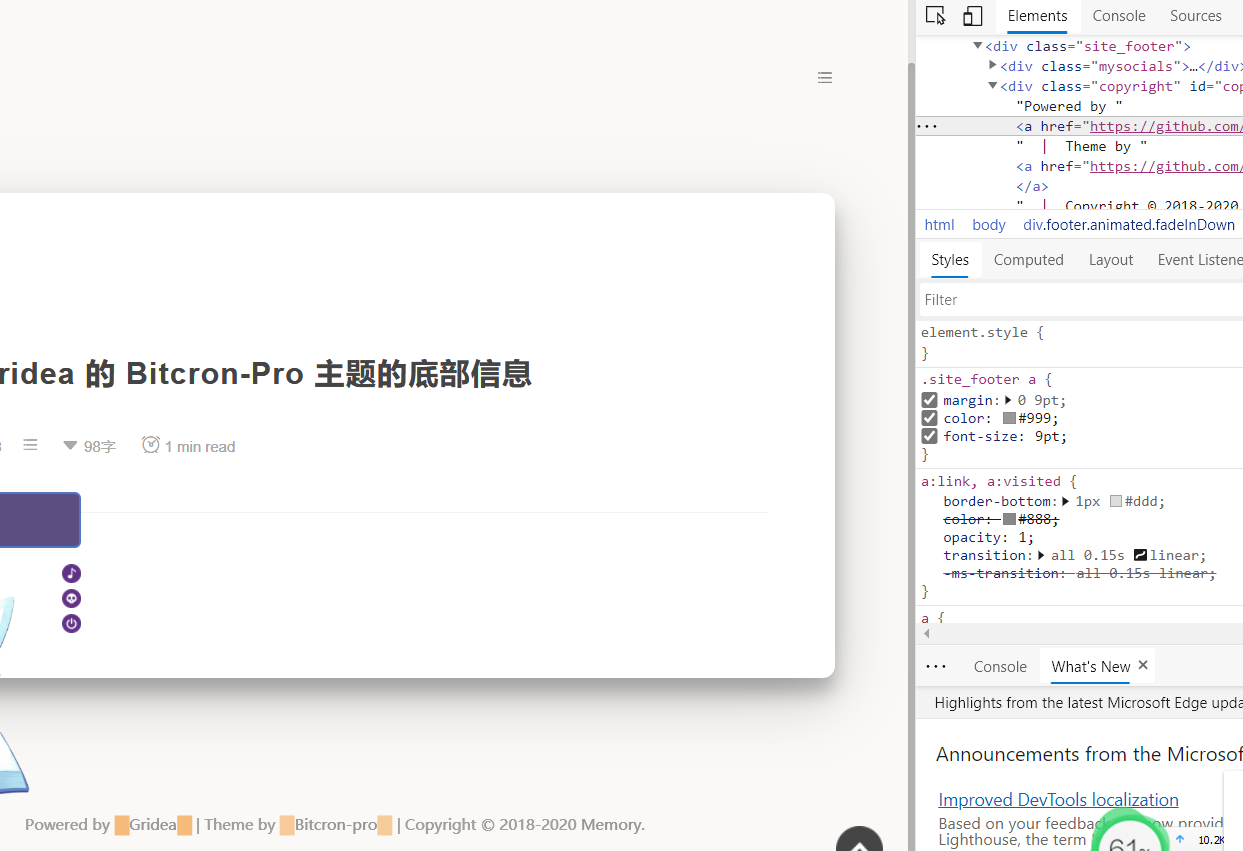 Elements Console Sources
<div class="site_footer">
<div class="mysocials">…</div>
<div class="copyright" id="cop
"Powered by "
<a href="https://github.com/
" | Theme by "
<a href="https://github.com/
</a>
" | Copyright © 2018-2020
html body div.footer.animated.fadeInDown
Styles Computed Layout Event Listene
Filter
element.style {
}
.site_footer a {
margin: 0 9pt;
color: #999;
font-size: 9pt;
}
a:link, a:visited {
border-bottom: 1px #ddd;
color: #888;
opacity: 1;
transition: all 0.15s linear;
-ms-transition: all 0.15s linear;
}
a {
Console What's New
Highlights from the latest Microsoft Edge upda
Announcements from the Microsof
Improved DevTools localization
Based on your feedback now provid
Lighthouse, the term
61%
10.2K
ridea 的 Bitcron-Pro 主题的底部信息
98字 1 min read
Powered by Gridea | Theme by Bitcron-pro | Copyright © 2018-2020 Memory.